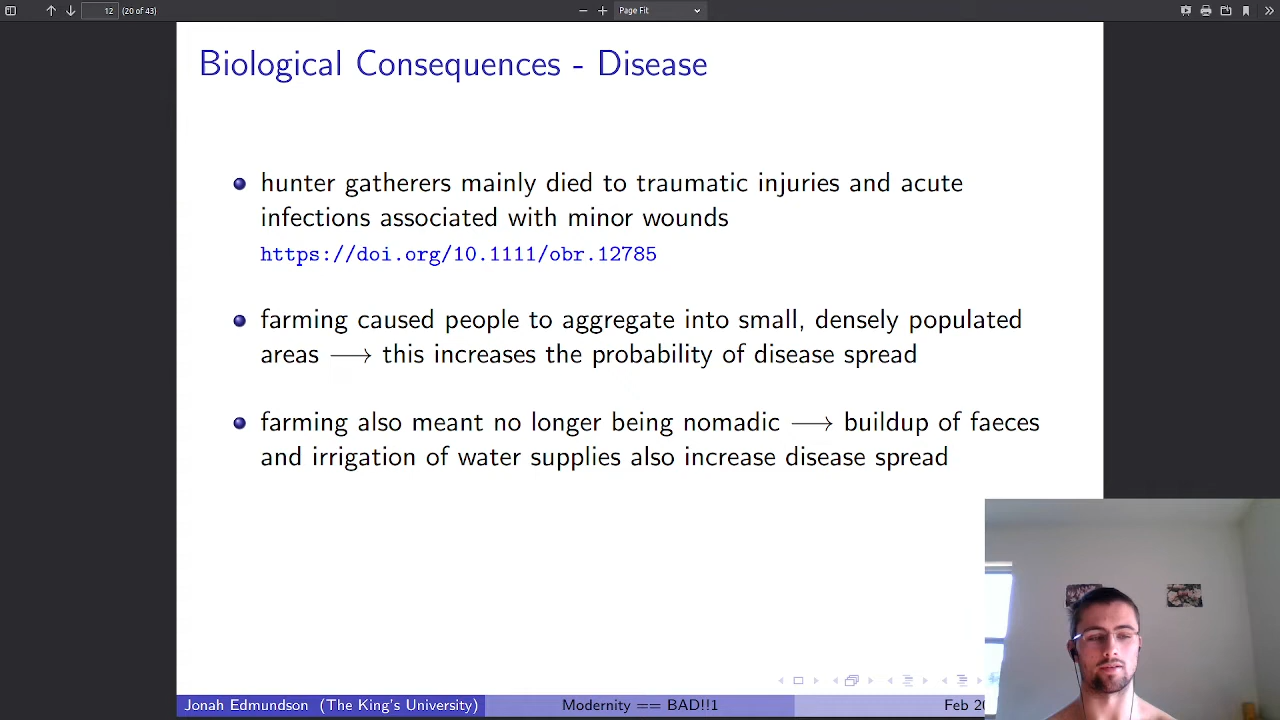 12 (20 of 43) Page Fit
Biological Consequences - Disease
hunter gatherers mainly died to traumatic injuries and acute
infections associated with minor wounds
https://doi.org/10.1111/obr.12785
farming caused people to aggregate into small, densely populated
areas ⟶ this increases the probability of disease spread
farming also meant no longer being nomadic ⟶ buildup of faeces
and irrigation of water supplies also increase disease spread
Jonah Edmundson (The King's University) Modernity == BAD!!1 Feb 20